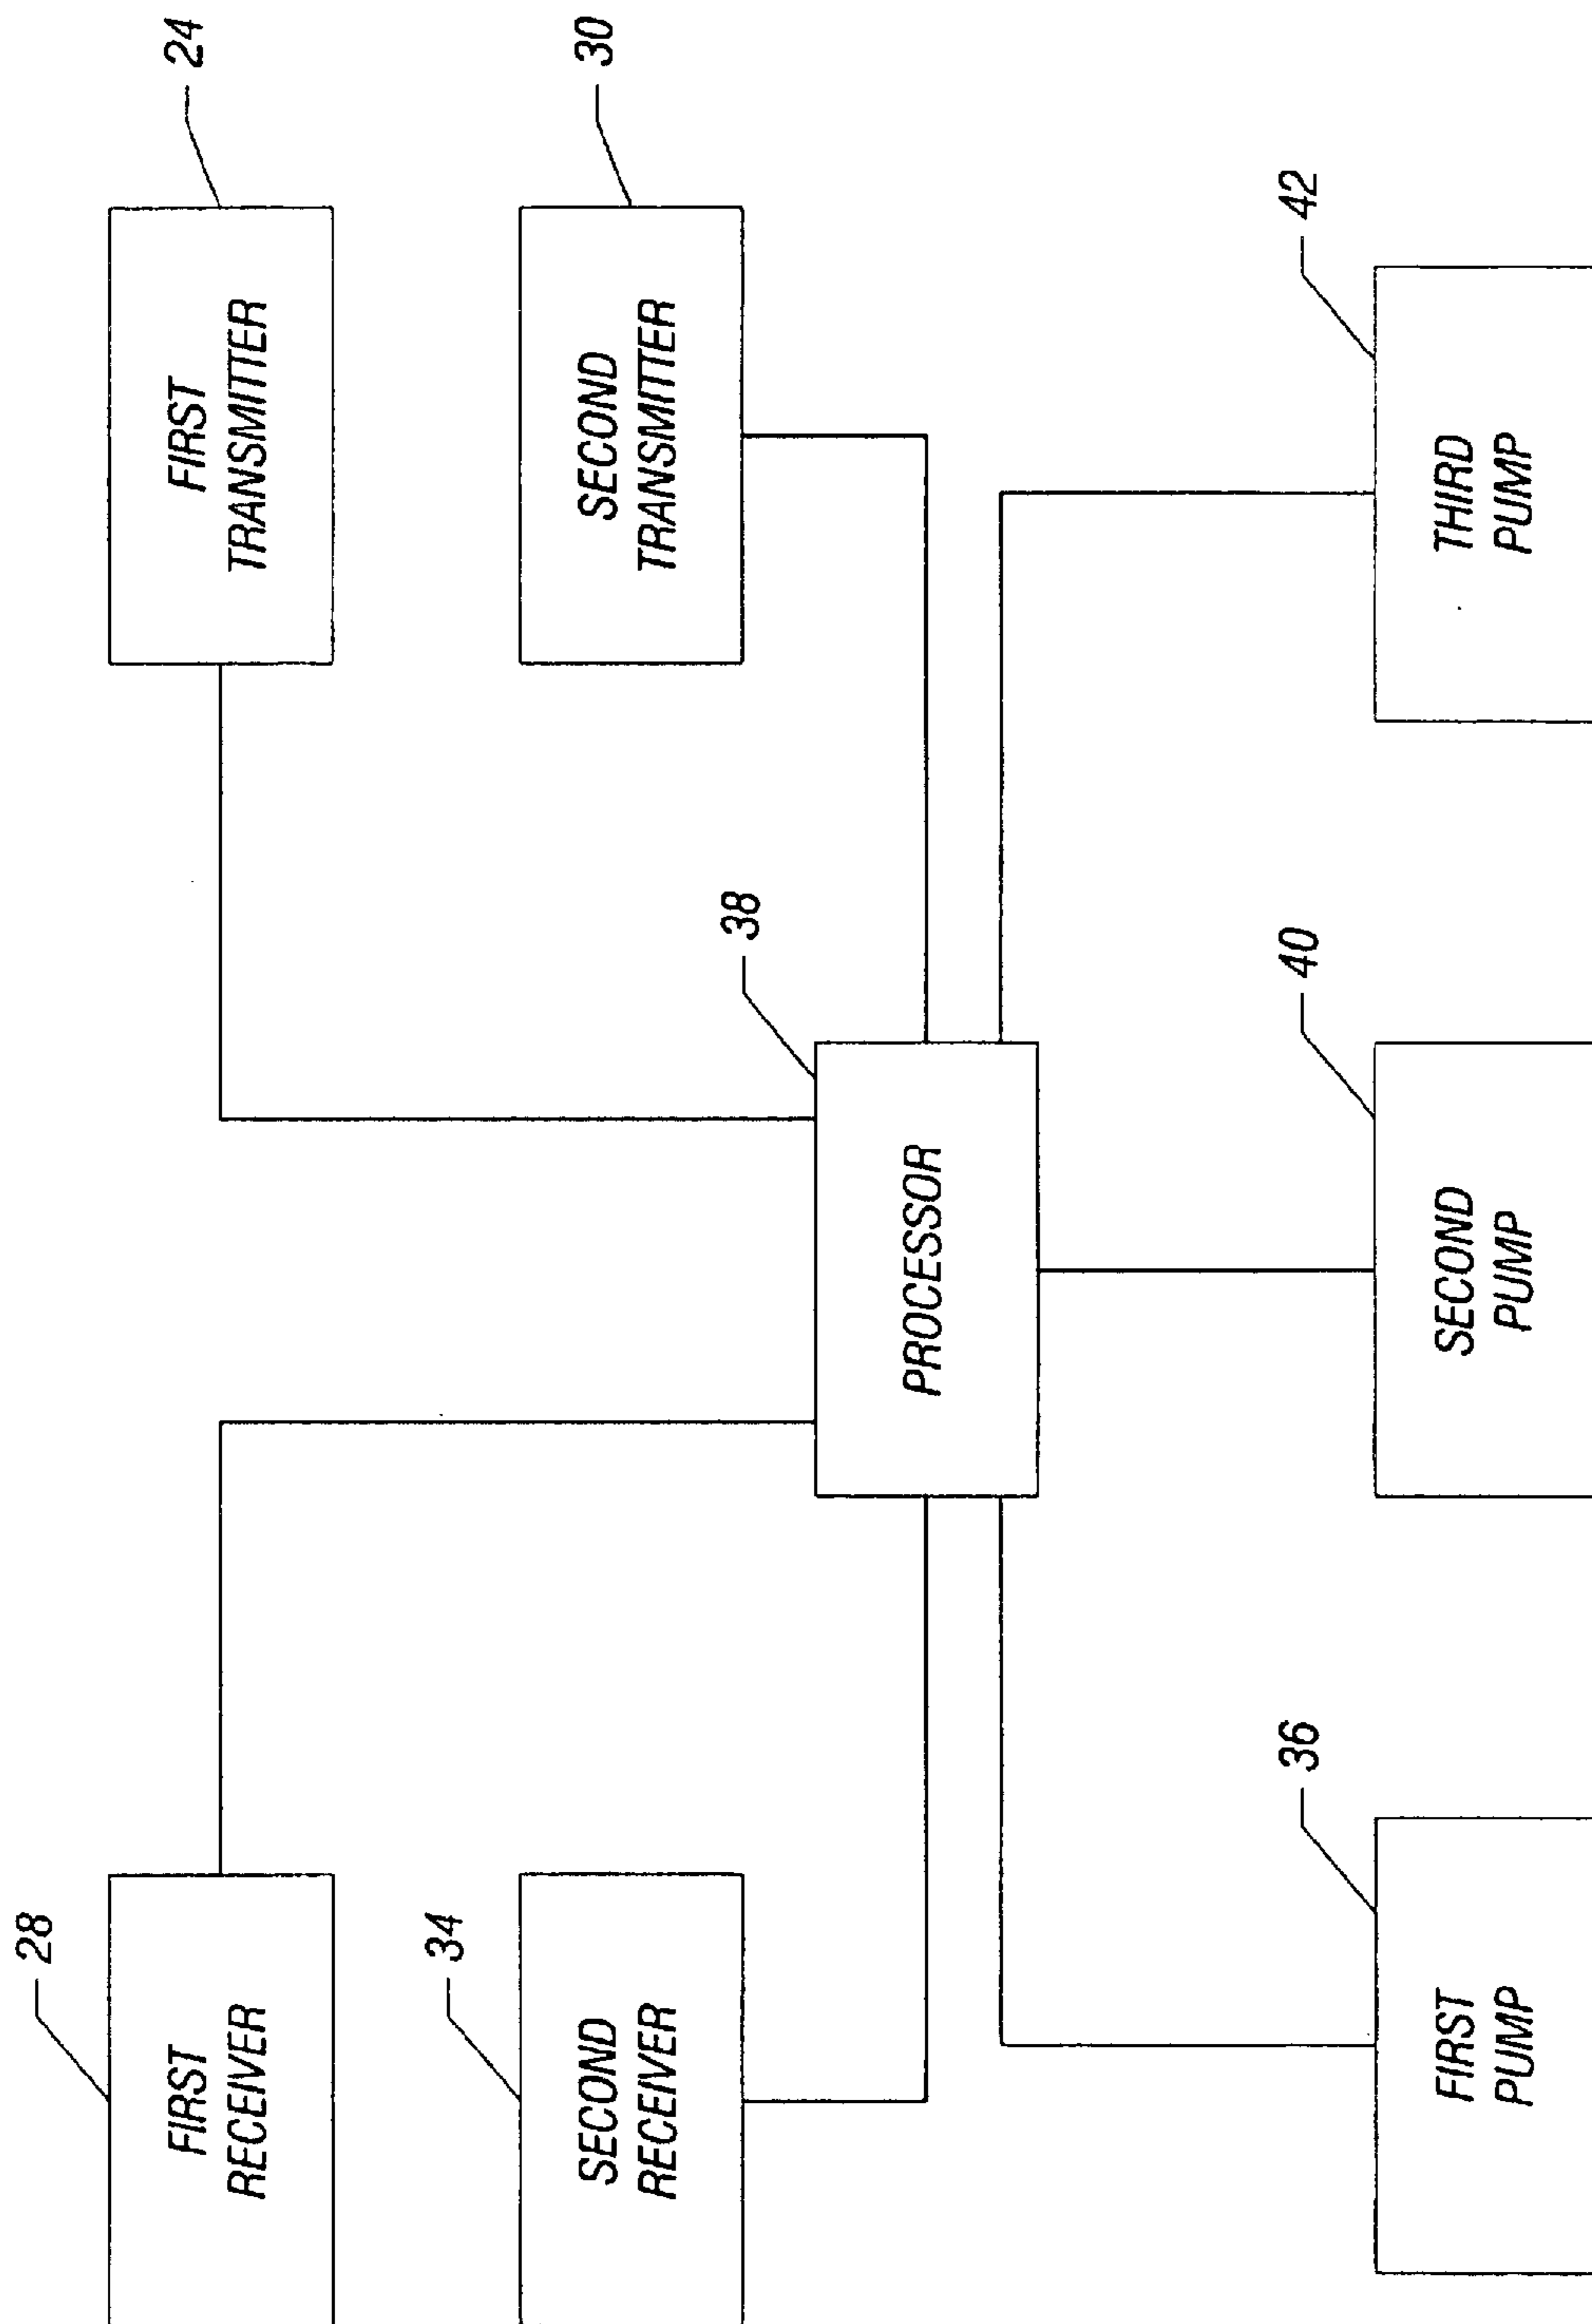 28
FIRST
RECEIVER
24
FIRST
TRANSMITTER
34
SECOND
RECEIVER
30
SECOND
TRANSMITTER
38
PROCESSOR
36
FIRST
PUMP
40
SECOND
PUMP
42
THIRD
PUMP